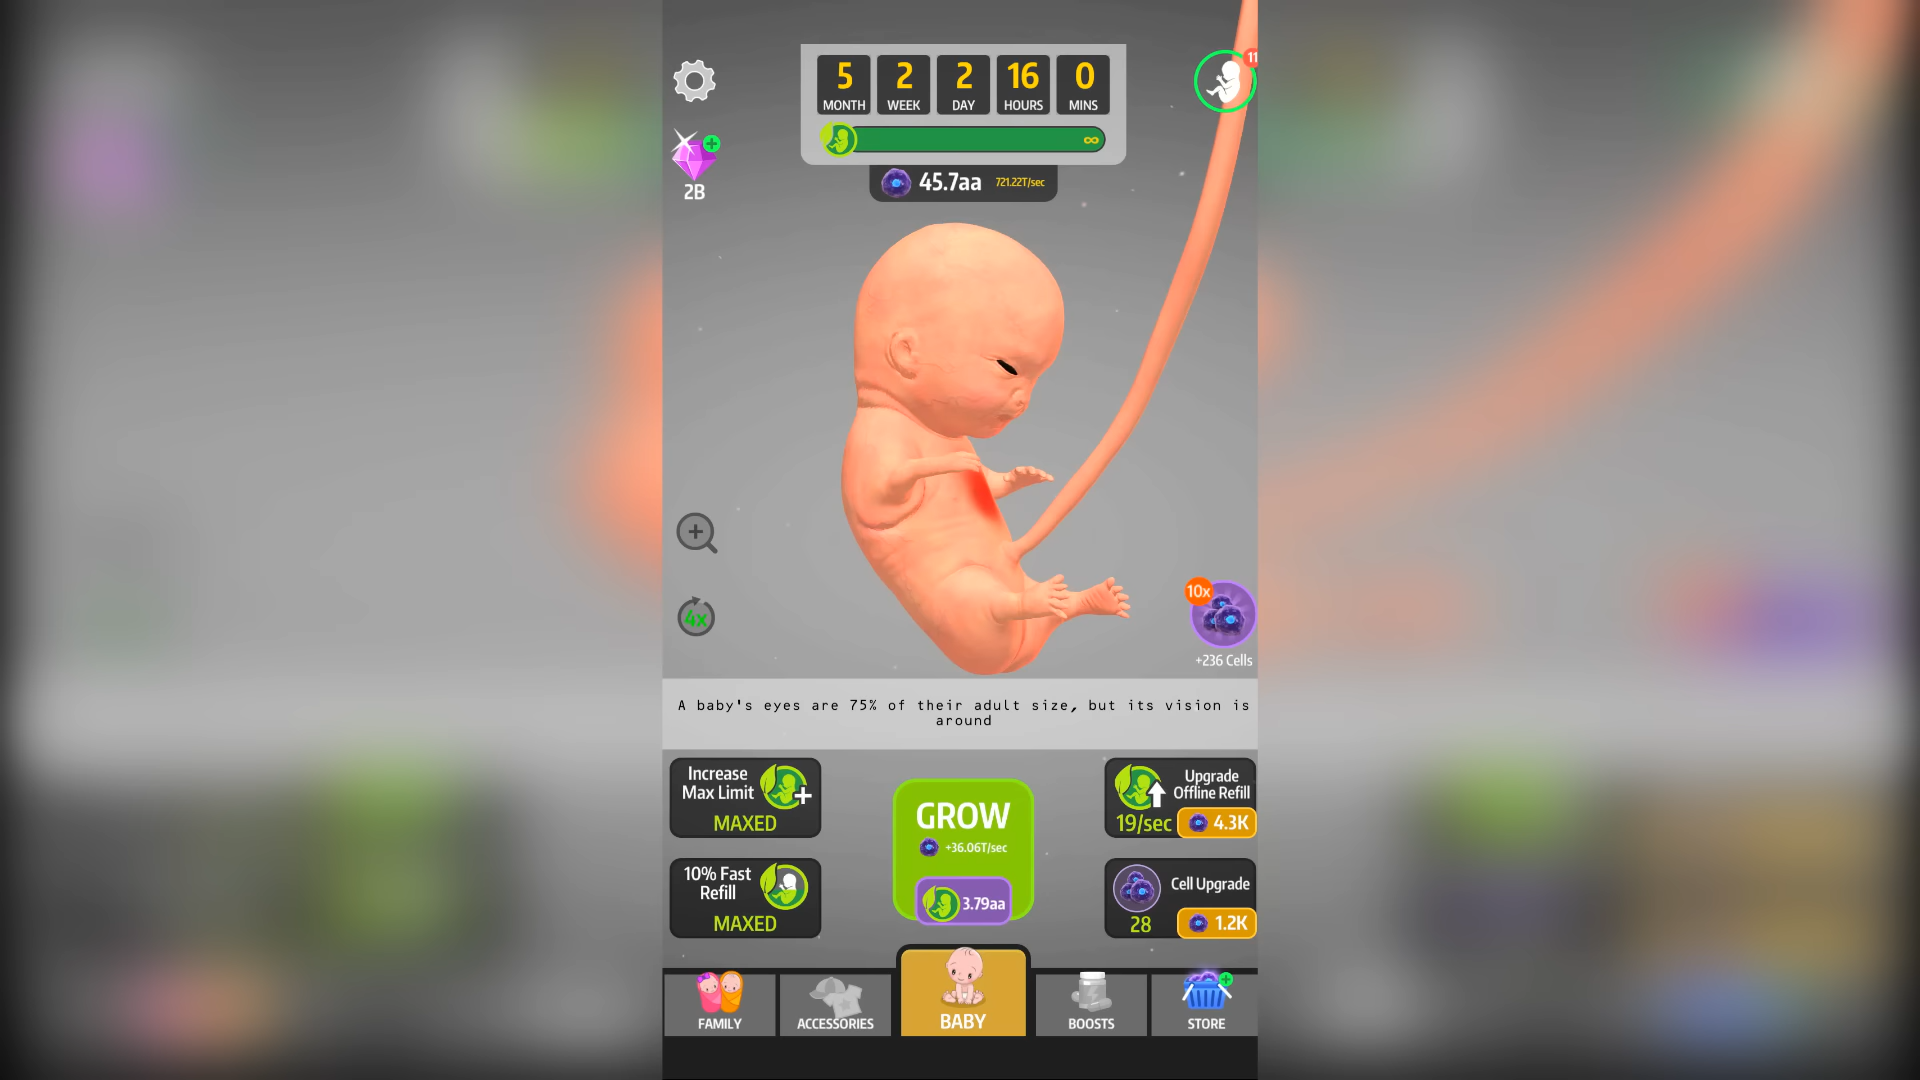 5 2 2 16 0
MONTH WEEK DAY HOURS MINS
11
∞
2B
45.7aa 721.22T/sec
4x
10x
+236 Cells
A baby's eyes are 75% of their adult size, but its vision is
around
Increase
Max Limit
MAXED
10% Fast
Refill
MAXED
GROW
+36.06T/sec
3.79aa
Upgrade
Offline Refill
19/sec 4.3K
Cell Upgrade
28 1.2K
FAMILY ACCESSORIES BABY BOOSTS STORE